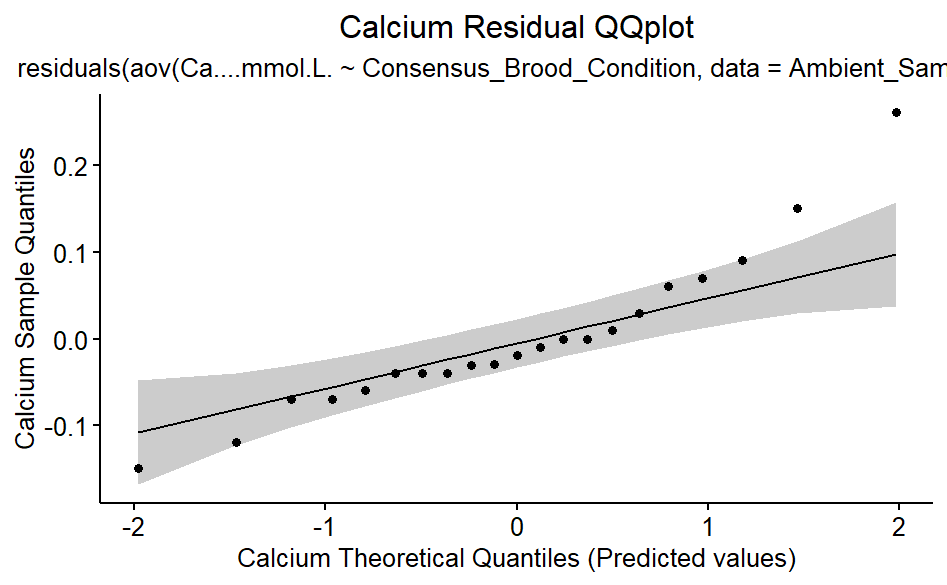 Calcium Residual QQplot
residuals(aov(Ca....mmol.L. ~ Consensus_Brood_Condition, data = Ambient_Sam
Calcium Sample Quantiles
0.2
0.1
0.0
-0.1
-2
-1
0
1
2
Calcium Theoretical Quantiles (Predicted values)